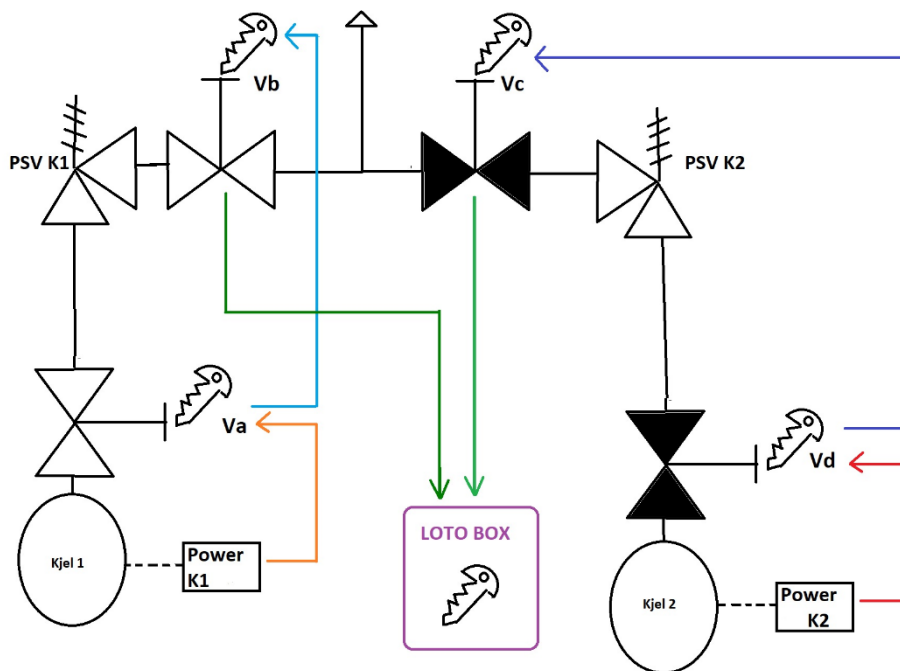 Vb
Vc
PSV K1
PSV K2
Va
Vd
LOTO BOX
Kjel 1
Power
K1
Kjel 2
Power
K2